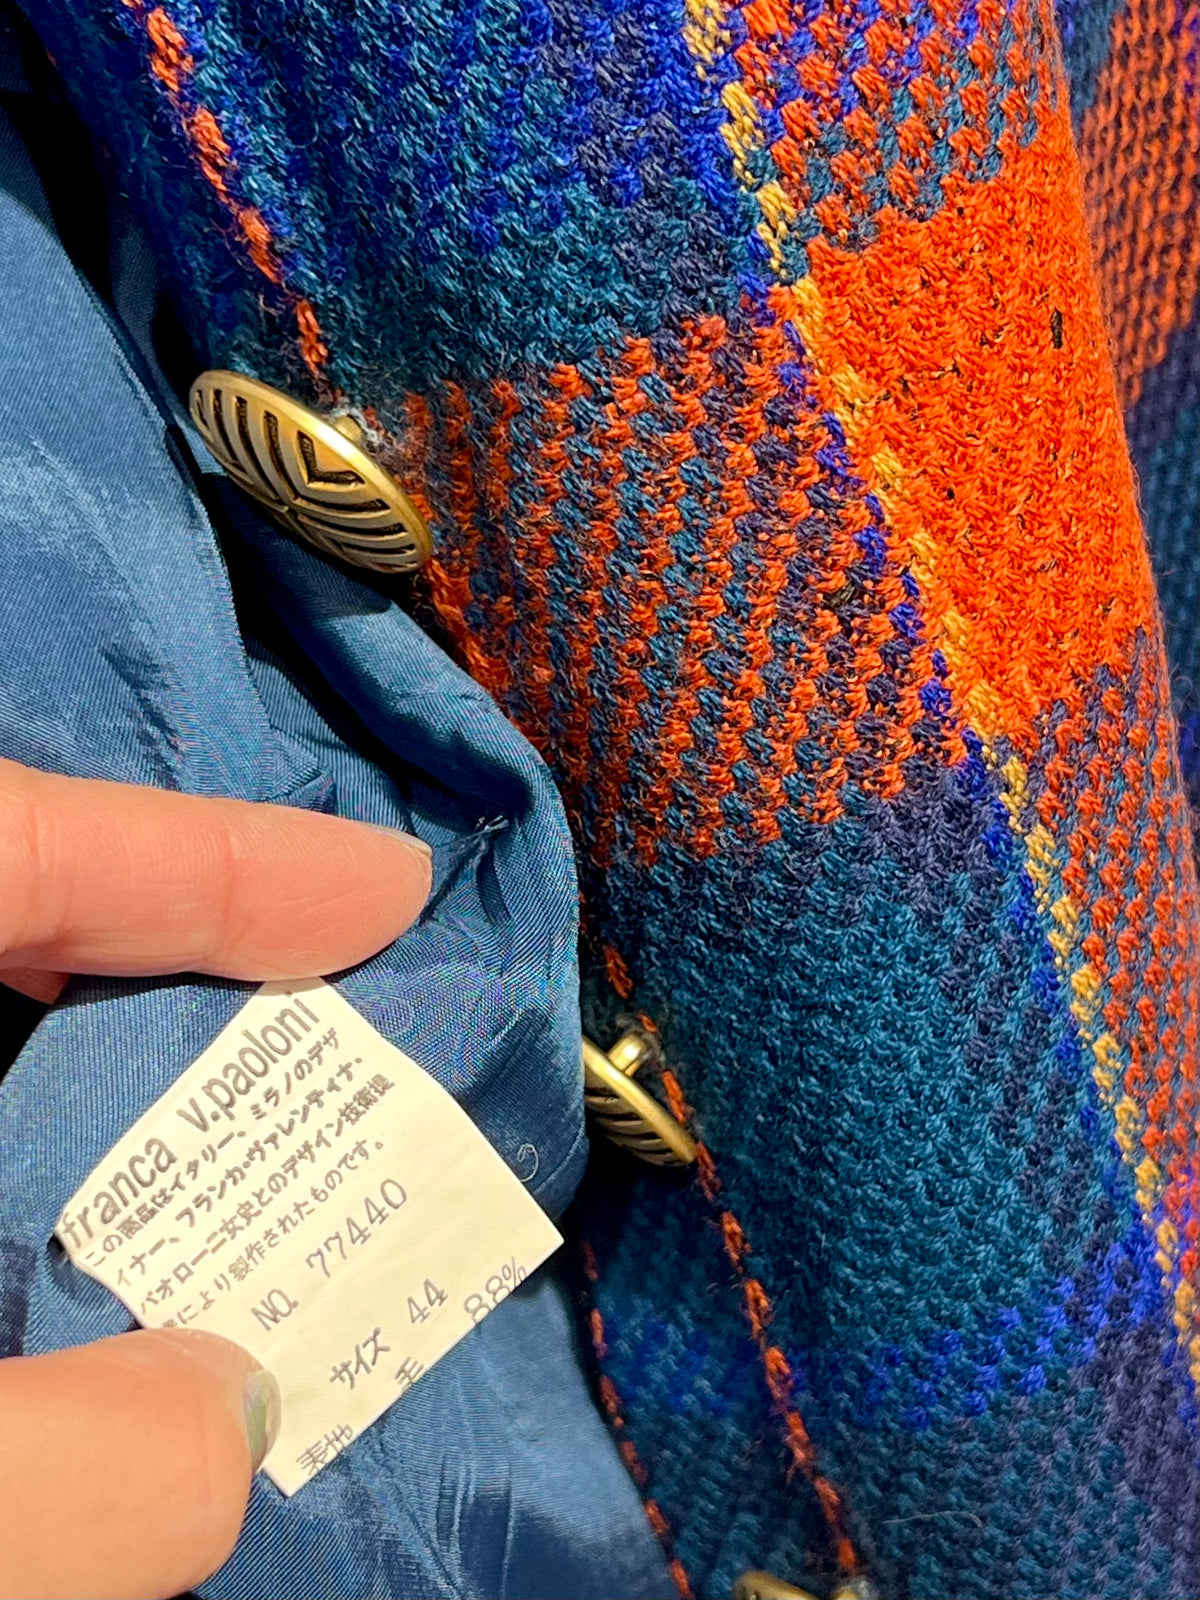 franca v.paoloni
この商品はイタリー、ミラノのデザ
イナー、フランカ・ヴァレンティナ、
パオローニ女史とのデザイン技術提
により製作されたものです。
NO. 77440
サイズ 44
表地 毛 88%